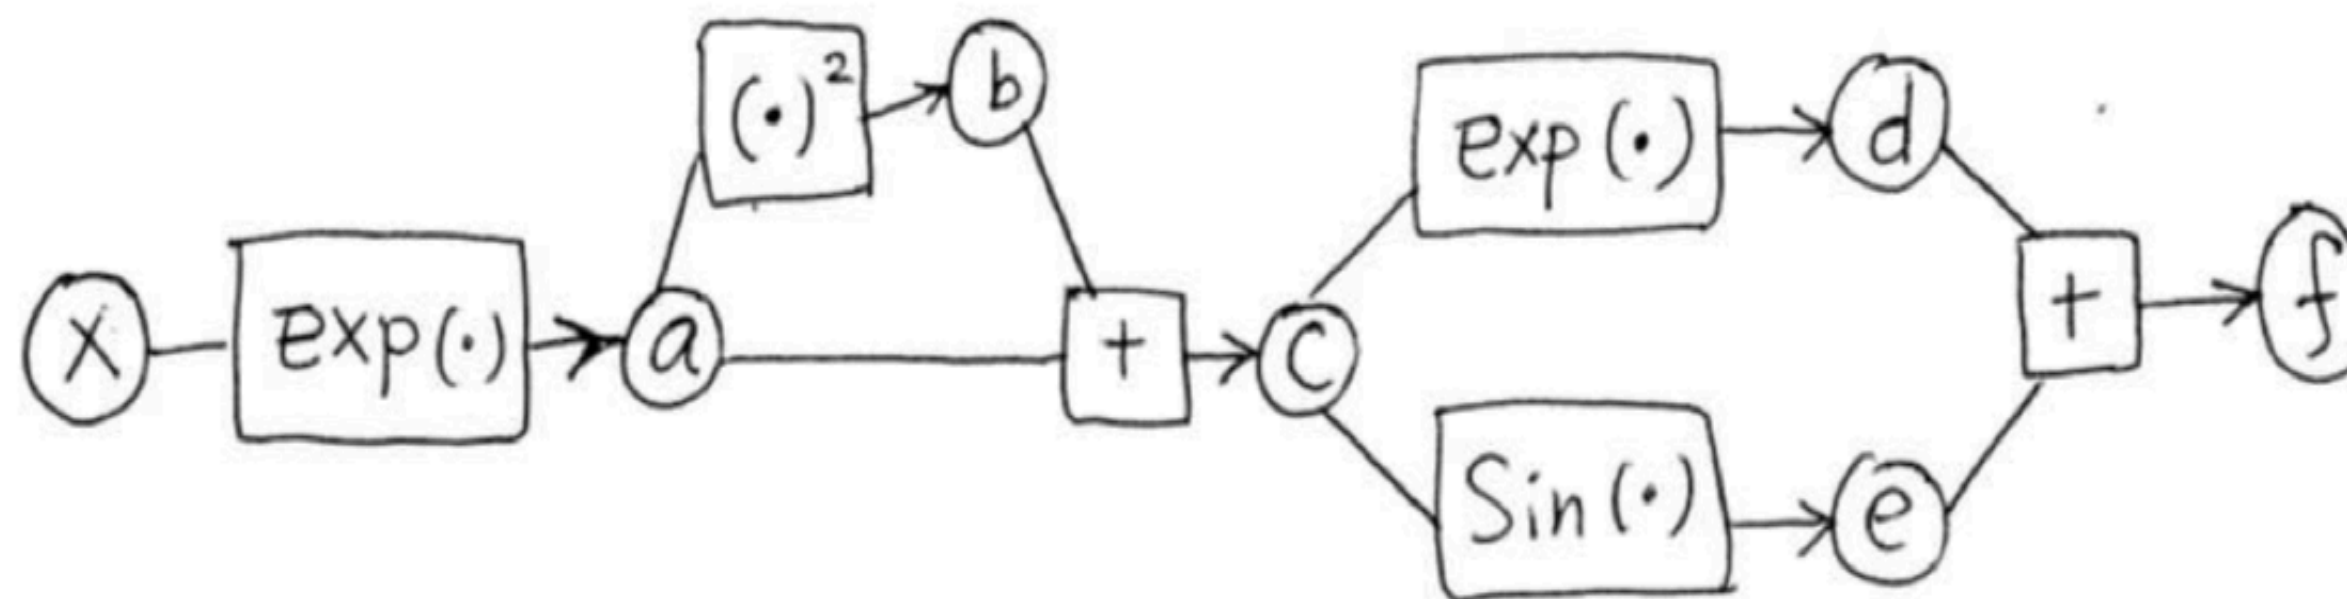 x
exp(·)
a
(·)²
b
+
c
exp(·)
d
Sin(·)
e
+
f